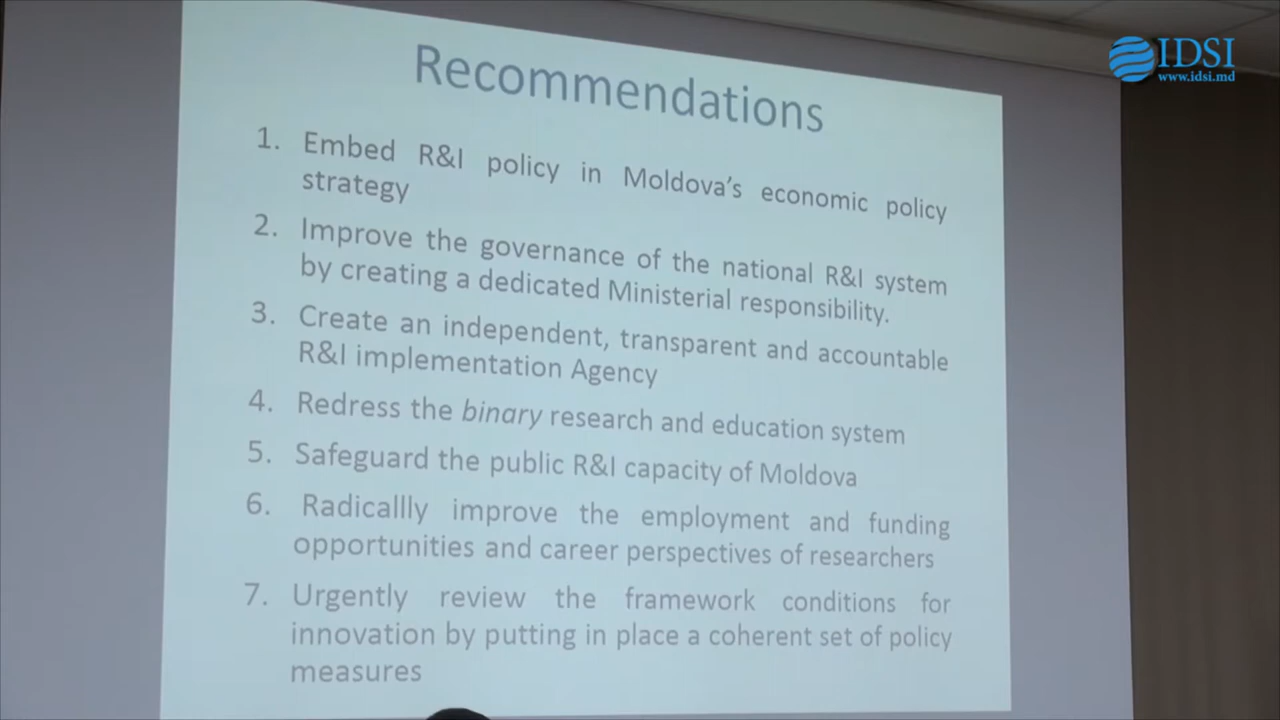 IDSI
www.idsi.md
Recommendations
1. Embed R&I policy in Moldova's economic policy
strategy
2. Improve the governance of the national R&I system
by creating a dedicated Ministerial responsibility.
3. Create an independent, transparent and accountable
R&I implementation Agency
4. Redress the binary research and education system
5. Safeguard the public R&I capacity of Moldova
6. Radicallly improve the employment and funding
opportunities and career perspectives of researchers
7. Urgently review the framework conditions for
innovation by putting in place a coherent set of policy
measures